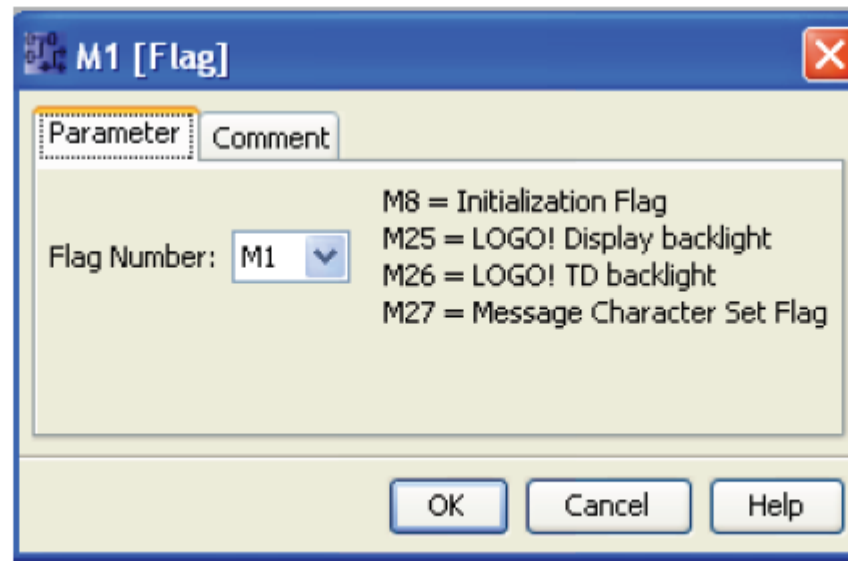 M1 [Flag]
Parameter
Comment
Flag Number:
M1
M8 = Initialization Flag
M25 = LOGO! Display backlight
M26 = LOGO! TD backlight
M27 = Message Character Set Flag
OK
Cancel
Help